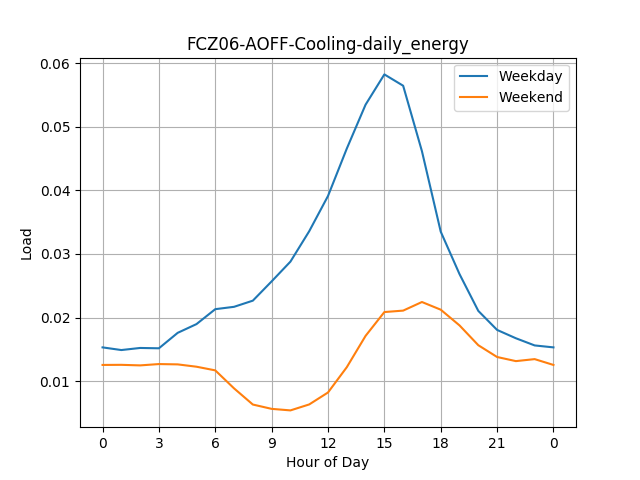 FCZ06-AOFF-Cooling-daily_energy
Weekday
Weekend
0.06
0.05
0.04
0.03
0.02
0.01
Load
0 3 6 9 12 15 18 21 0
Hour of Day